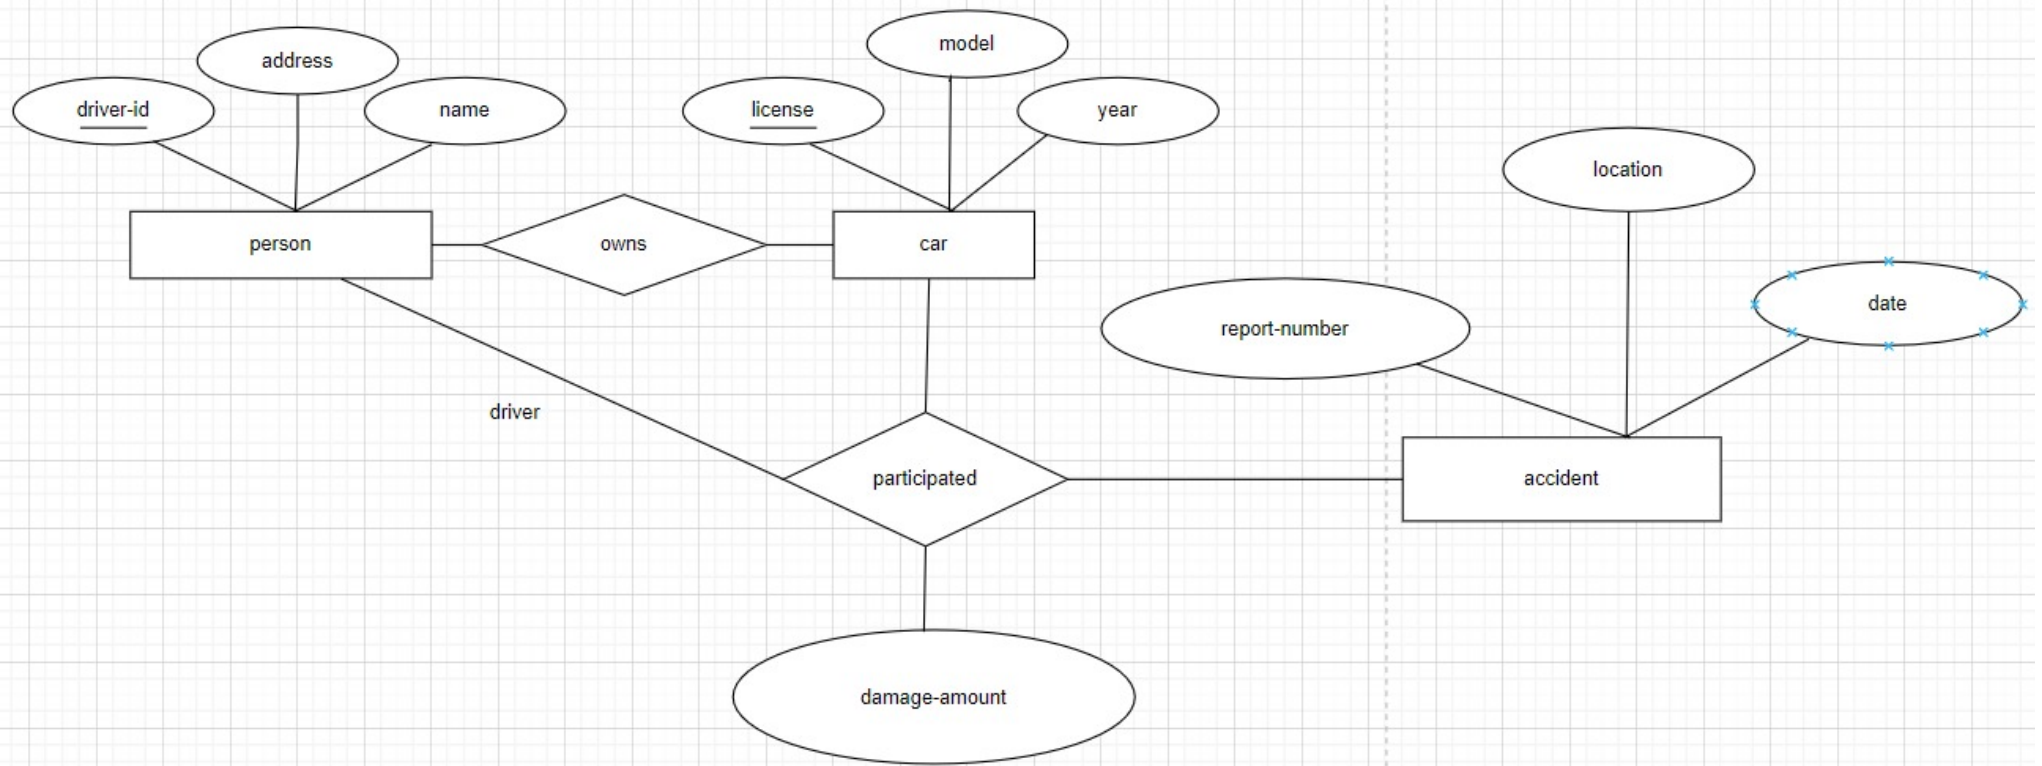 model
address
driver-id
name
license
year
location
person
owns
car
date
report-number
driver
participated
accident
damage-amount